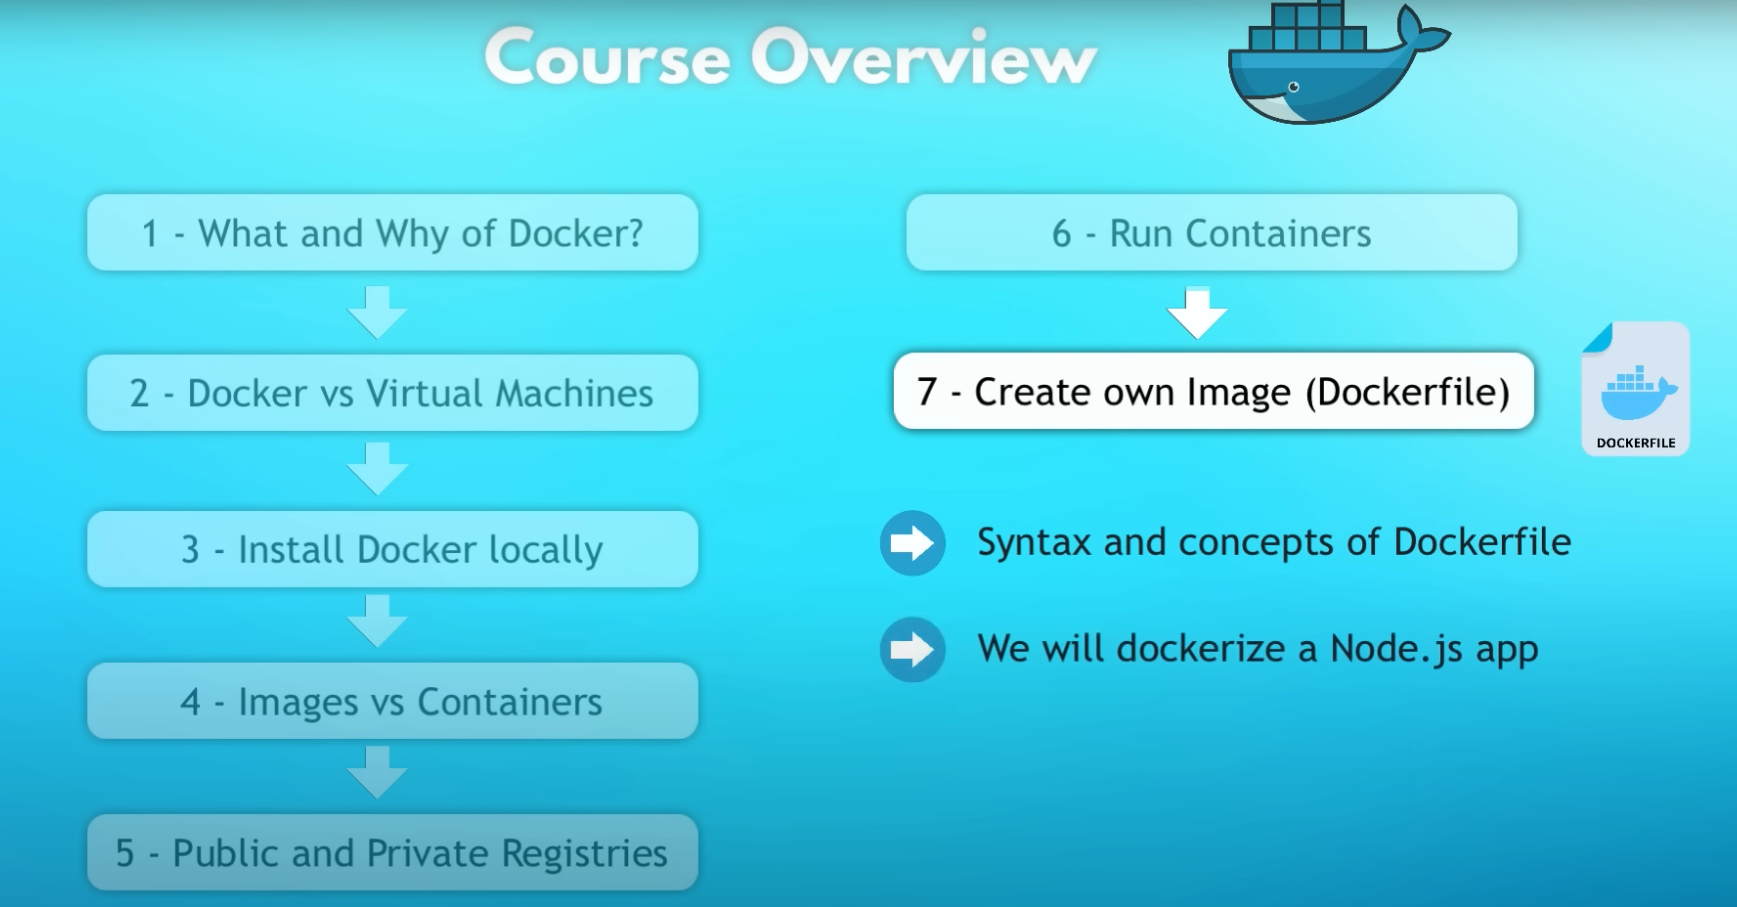 Course Overview
1 - What and Why of Docker?
2 - Docker vs Virtual Machines
3 - Install Docker locally
4 - Images vs Containers
5 - Public and Private Registries
6 - Run Containers
7 - Create own Image (Dockerfile)
DOCKERFILE
Syntax and concepts of Dockerfile
We will dockerize a Node.js app